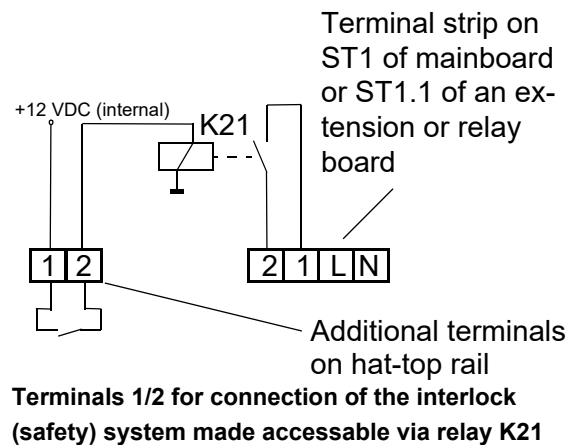 Terminal strip on
ST1 of mainboard
or ST1.1 of an ex-
tension or relay
board
+12 VDC (internal)
K21
1 2
2 1 L N
Additional terminals
on hat-top rail
Terminals 1/2 for connection of the interlock
(safety) system made accessable via relay K21